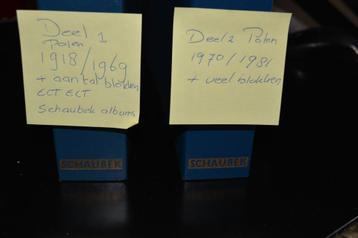 Deel 1
Polen
1918/1969
+ aantal blokken
ECT ECT
Schaubek albums
Deel 2 Polen
1970/1981
+ veel blokken
SCHAUBEK
SCHAUBEK